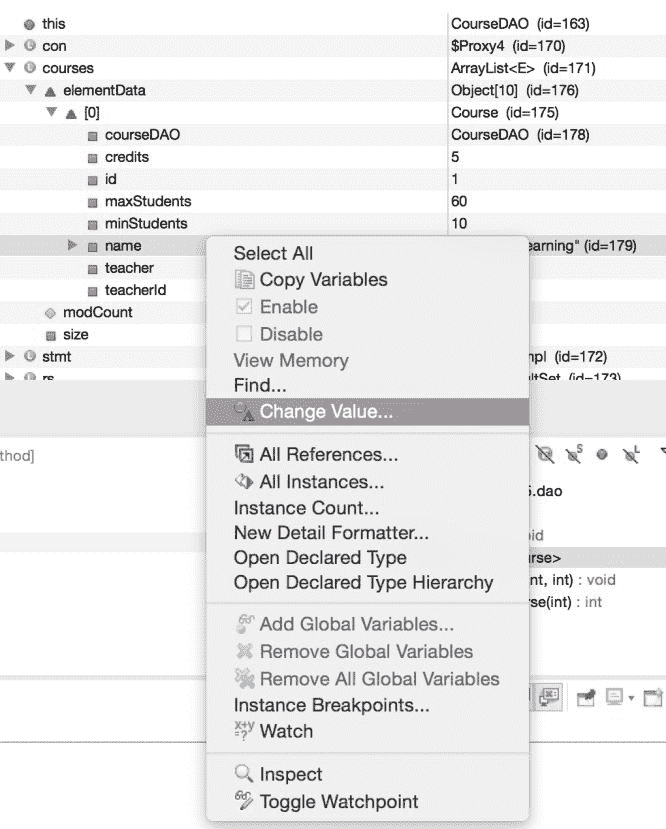 this CourseDAO (id=163)
con $Proxy4 (id=170)
courses ArrayList<E> (id=171)
elementData Object[10] (id=176)
[0] Course (id=175)
courseDAO CourseDAO (id=178)
credits 5
id 1
maxStudents 60
minStudents 10
name earning" (id=179)
teacher
teacherId
modCount
size
stmt mpl (id=172)
rs ltSet (id=173)
Select All
Copy Variables
Enable
Disable
View Memory
Find...
Change Value...
All References...
All Instances...
Instance Count...
New Detail Formatter...
Open Declared Type
Open Declared Type Hierarchy
Add Global Variables...
Remove Global Variables
Remove All Global Variables
Instance Breakpoints...
Watch
Inspect
Toggle Watchpoint
thod]
.dao
oid
urse>
nt, int) : void
rse(int) : int